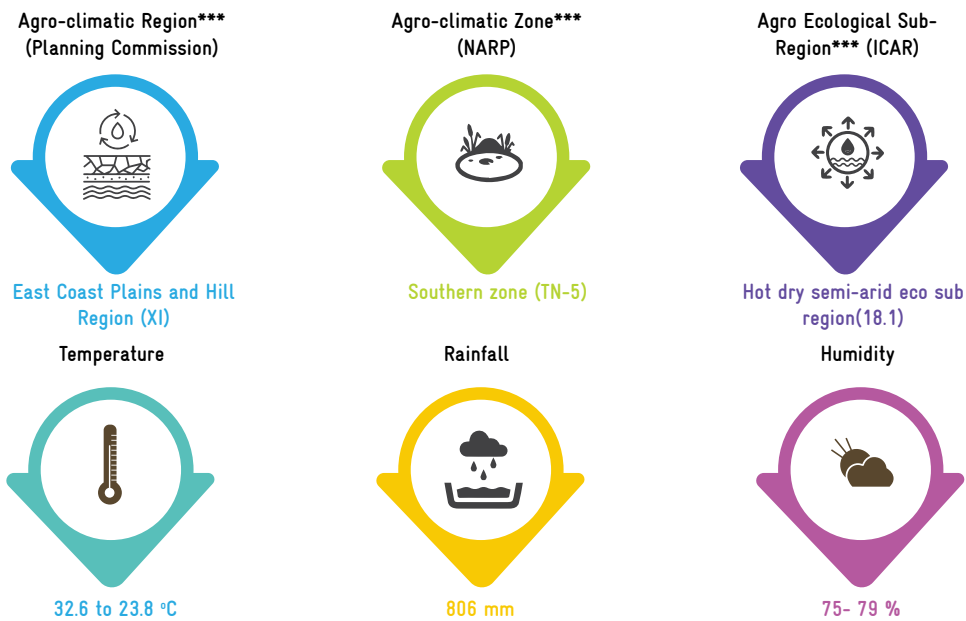 Agro-climatic Region***
(Planning Commission)
Agro-climatic Zone***
(NARP)
Agro Ecological Sub-
Region*** (ICAR)
East Coast Plains and Hill
Region (XI)
Southern zone (TN-5)
Hot dry semi-arid eco sub
region(18.1)
Temperature
Rainfall
Humidity
32.6 to 23.8 ºC
806 mm
75- 79 %